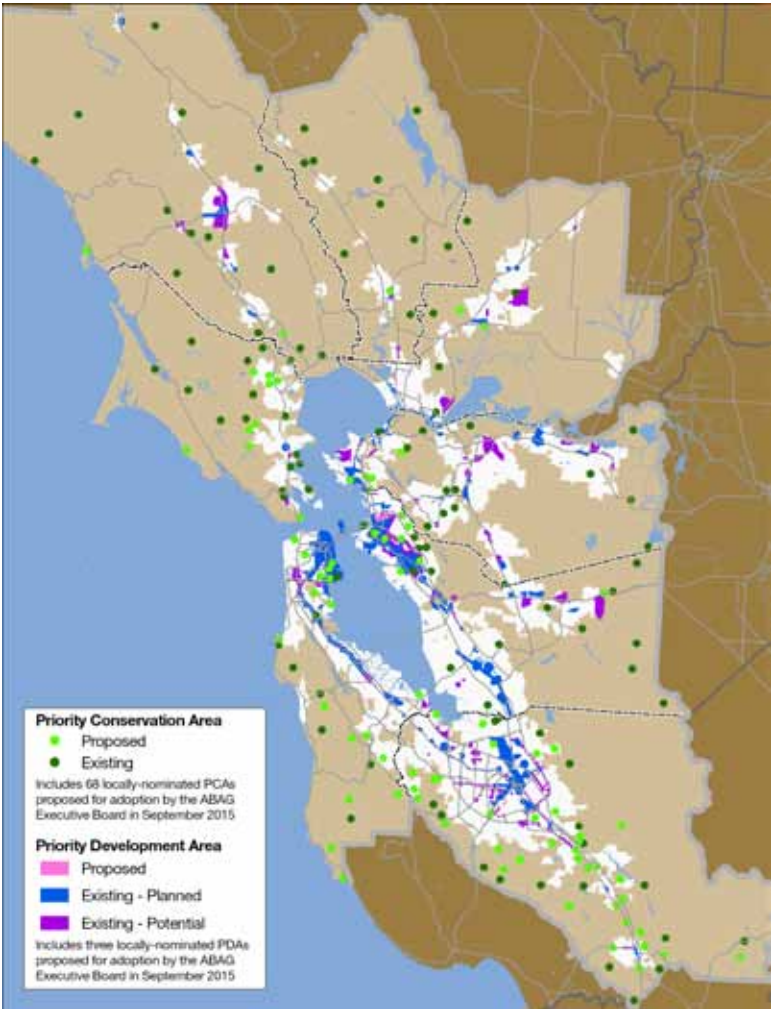 Priority Conservation Area
Proposed
Existing
Includes 68 locally-nominated PCAs
proposed for adoption by the ABAG
Executive Board in September 2015
Priority Development Area
Proposed
Existing - Planned
Existing - Potential
Includes three locally-nominated PDAs
proposed for adoption by the ABAG
Executive Board in September 2015